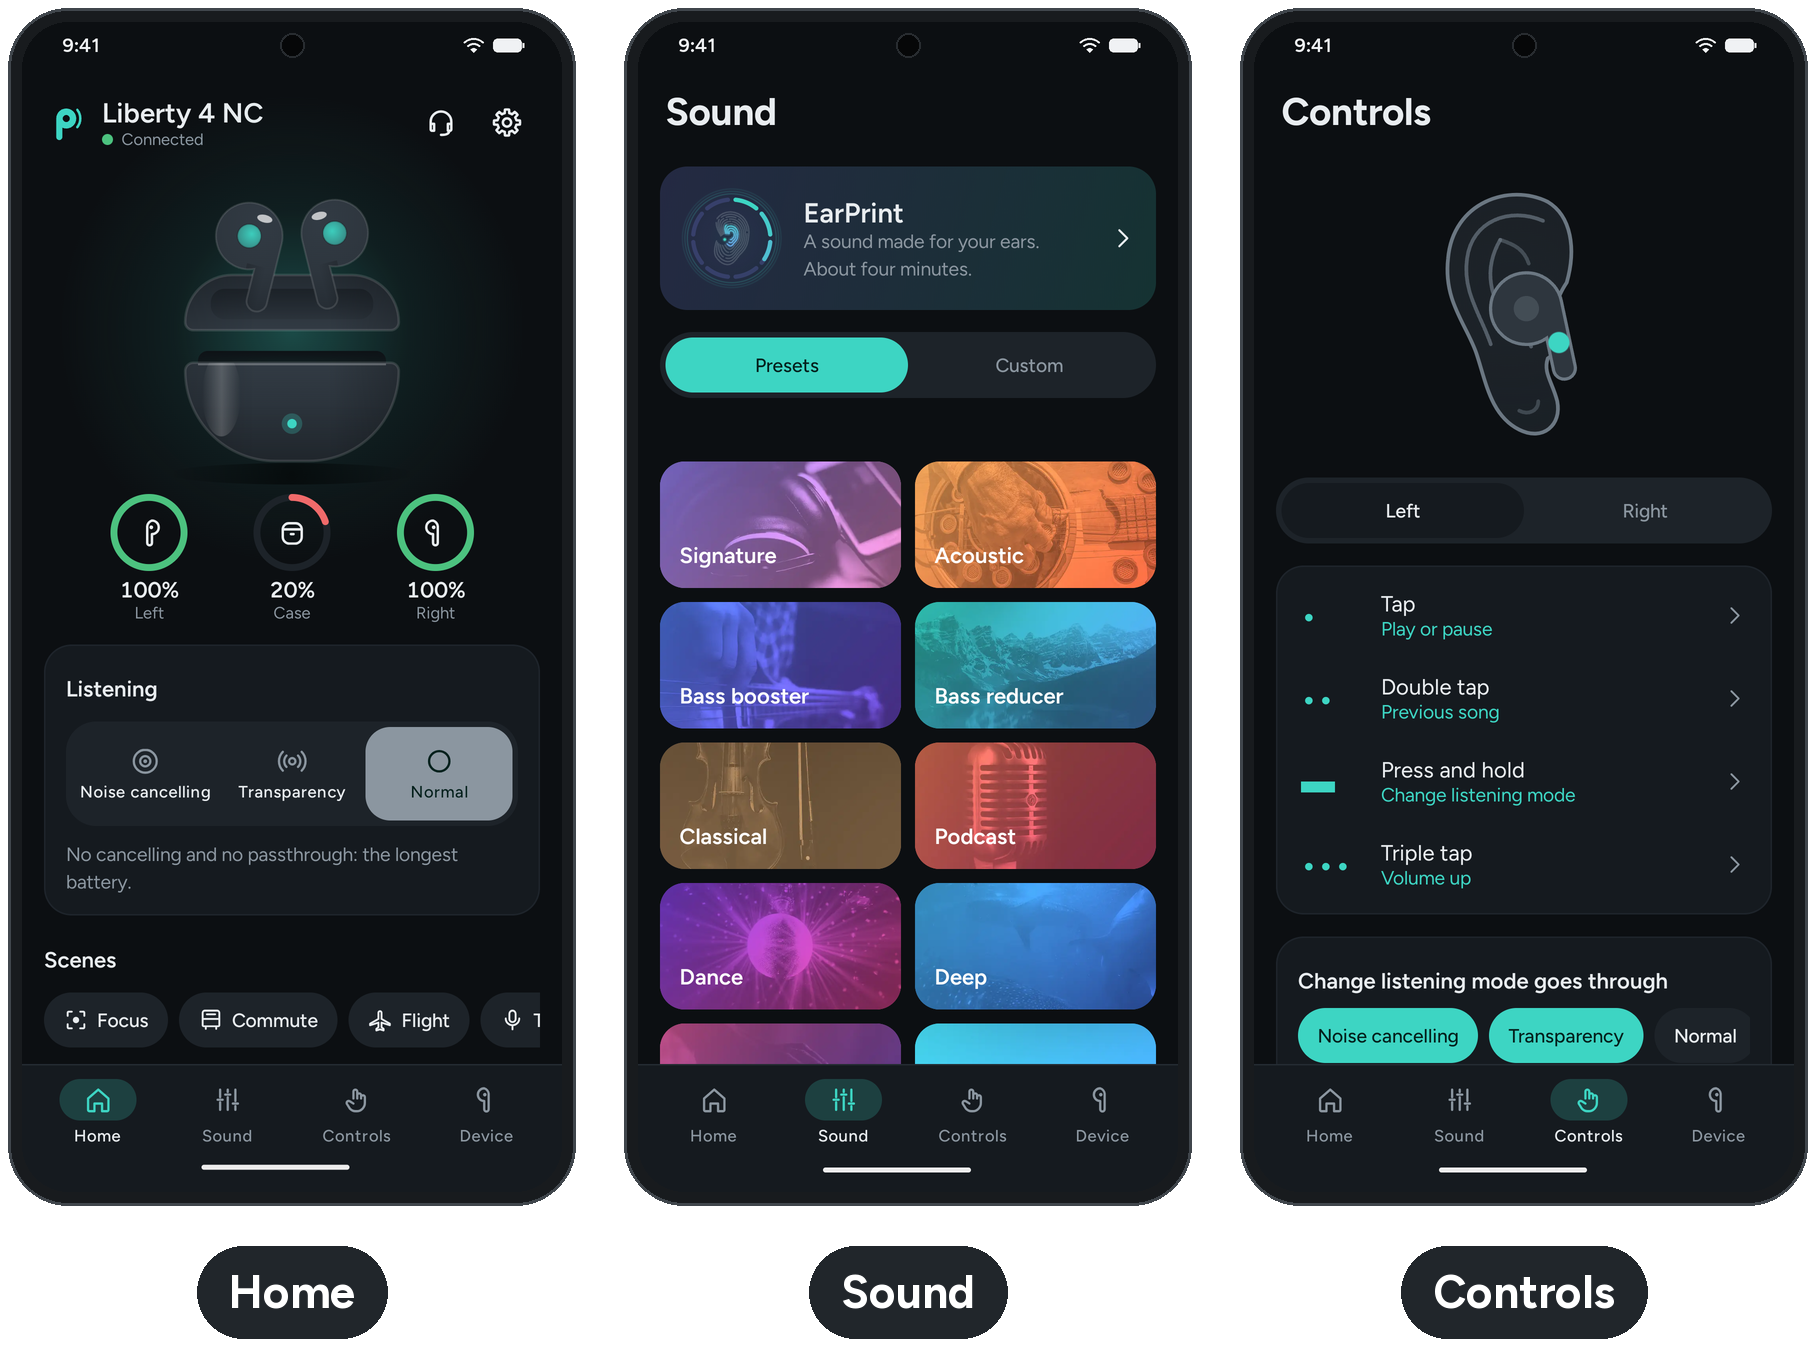 9:41
Liberty 4 NC
Connected
100%
Left
20%
Case
100%
Right
Listening
Noise cancelling
Transparency
Normal
No cancelling and no passthrough: the longest
battery.
Scenes
Focus
Commute
Flight
Home
Sound
Controls
Device
Home
9:41
Sound
EarPrint
A sound made for your ears.
About four minutes.
Presets
Custom
Signature
Acoustic
Bass booster
Bass reducer
Classical
Podcast
Dance
Deep
Home
Sound
Controls
Device
Sound
9:41
Controls
Left
Right
Tap
Play or pause
Double tap
Previous song
Press and hold
Change listening mode
Triple tap
Volume up
Change listening mode goes through
Noise cancelling
Transparency
Normal
Home
Sound
Controls
Device
Controls